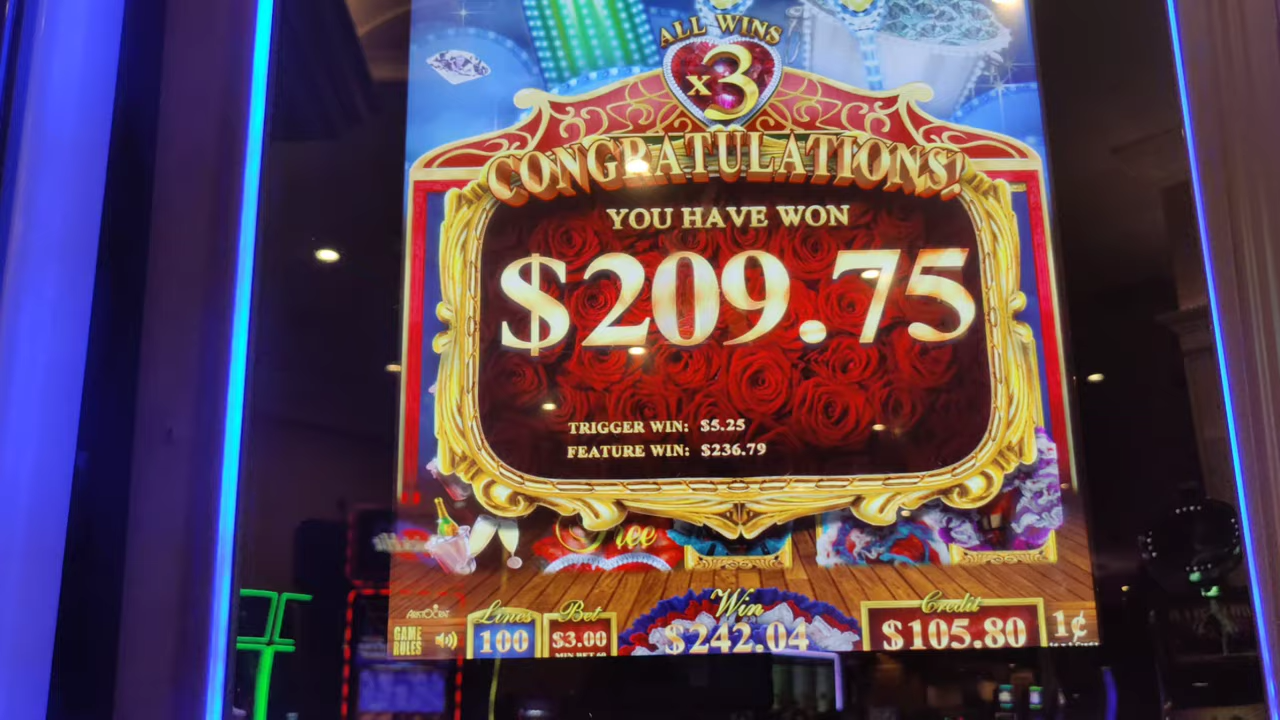 ALL WINS
x3
CONGRATULATIONS!
YOU HAVE WON
$209.75
TRIGGER WIN: $5.25
FEATURE WIN: $236.79
ARISTOCRAT
GAME RULES
Lines
100
Bet
$3.00
Win
$242.04
Credit
$105.80
1¢